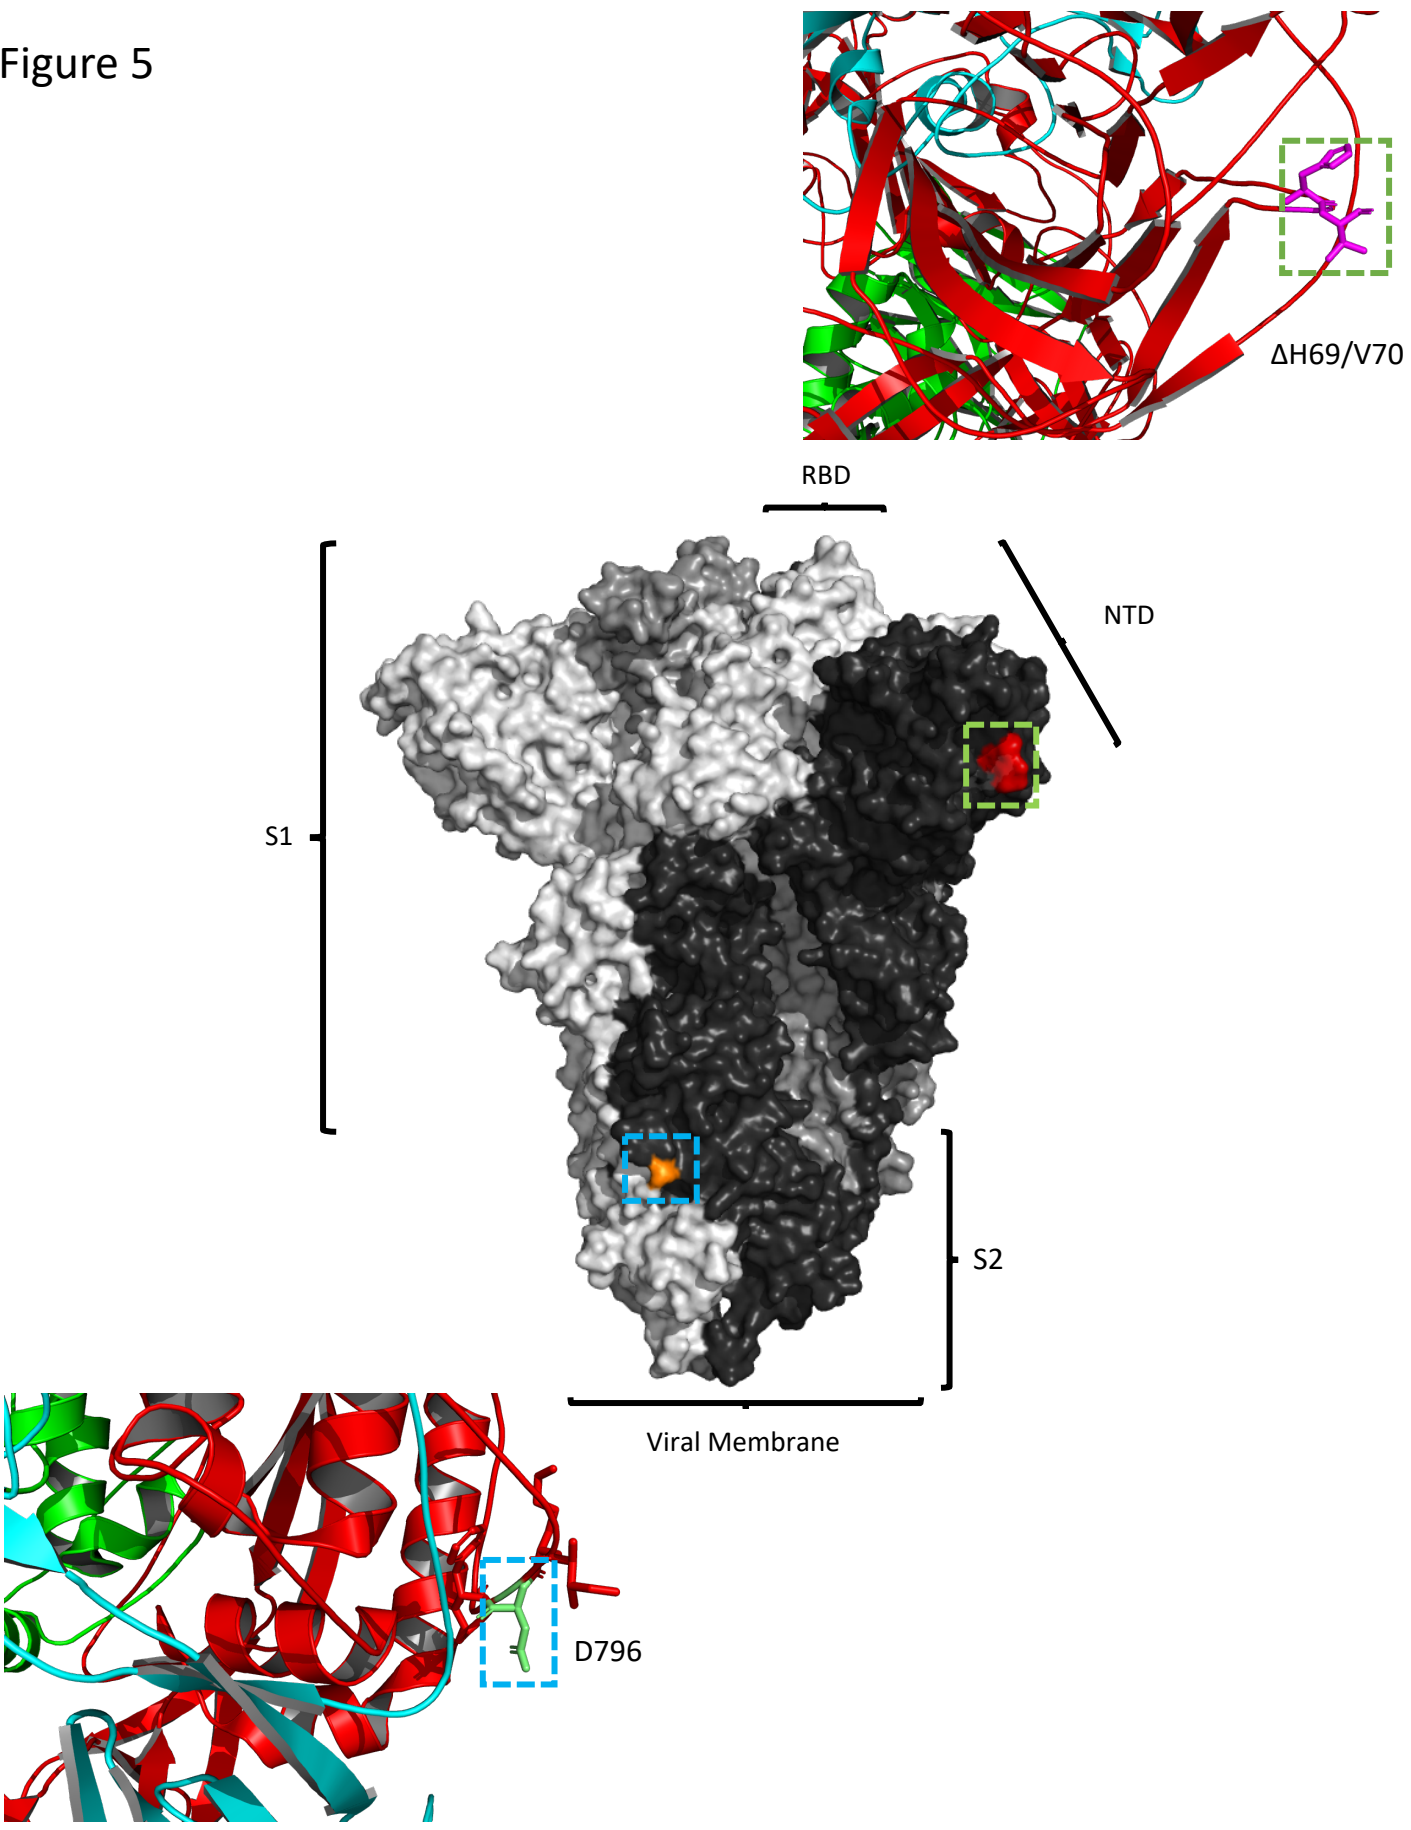 Figure 5
ΔH69/V70
RBD
NTD
S1
S2
Viral Membrane
D796